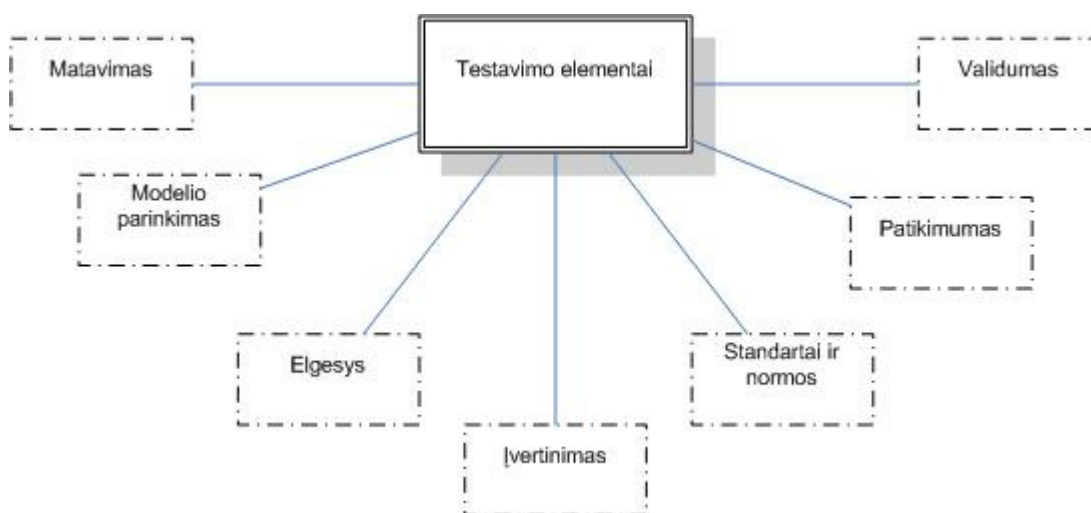 Testavimo elementai
Matavimas
Validumas
Modelio
parinkimas
Patikimumas
Elgesys
Standartai ir
normos
Įvertinimas